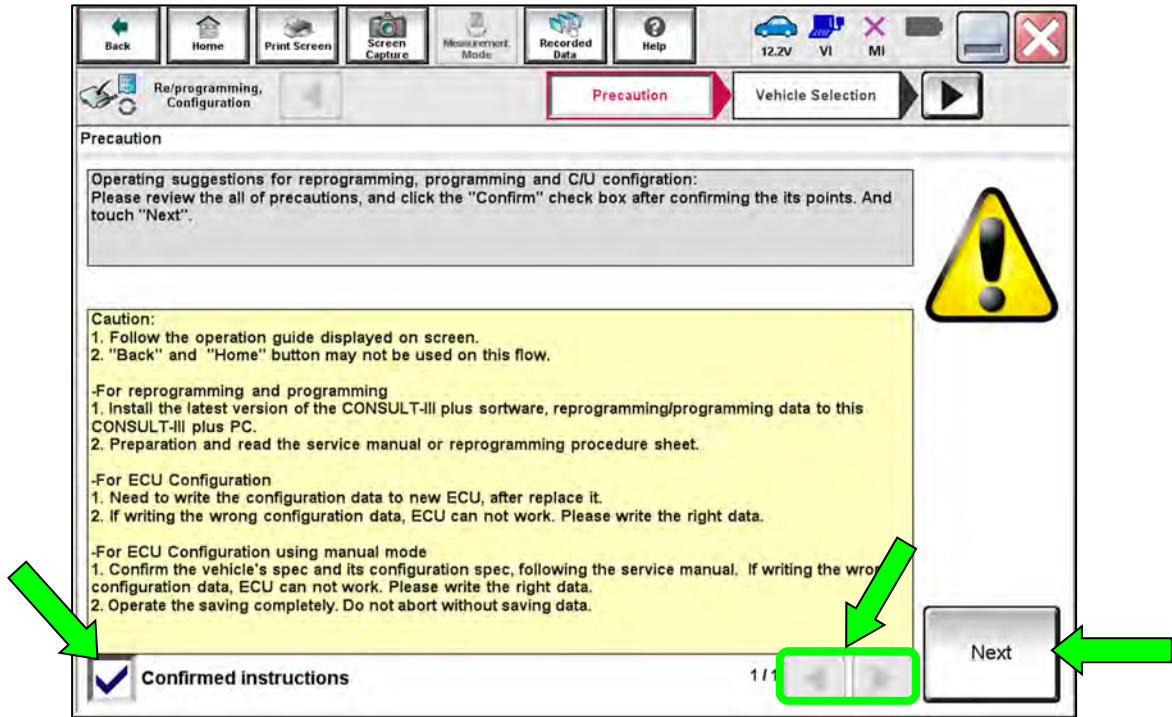 Back
Home
Print Screen
Screen Capture
Measurement Mode
Recorded Data
Help
12.2V
VI
MI
Re/programming,
Configuration
Precaution
Vehicle Selection
Precaution
Operating suggestions for reprogramming, programming and C/U configration:
Please review the all of precautions, and click the "Confirm" check box after confirming the its points. And
touch "Next".
Caution:
1. Follow the operation guide displayed on screen.
2. "Back" and "Home" button may not be used on this flow.
-For reprogramming and programming
1. Install the latest version of the CONSULT-III plus sortware, reprogramming/programming data to this
CONSULT-III plus PC.
2. Preparation and read the service manual or reprogramming procedure sheet.
-For ECU Configuration
1. Need to write the configuration data to new ECU, after replace it.
2. If writing the wrong configuration data, ECU can not work. Please write the right data.
-For ECU Configuration using manual mode
1. Confirm the vehicle's spec and its configuration spec, following the service manual. If writing the
configuration data, ECU can not work. Please write the right data.
2. Operate the saving completely. Do not abort without saving data.
Confirmed instructions
1/1
Next